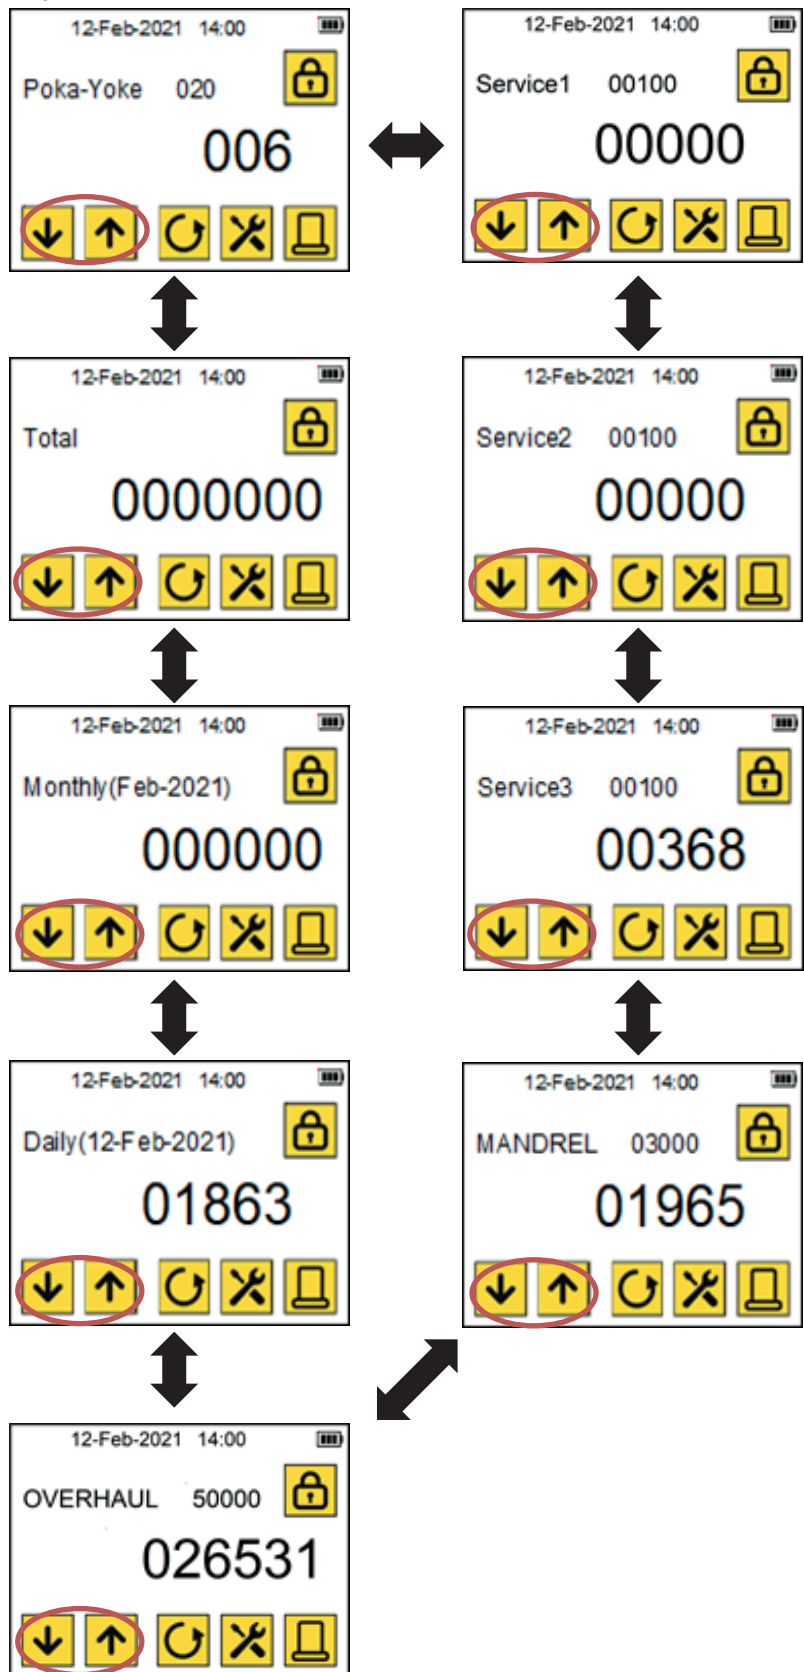 12-Feb-2021 14:00
Poka-Yoke 020
006
12-Feb-2021 14:00
Service1 00100
00000
12-Feb-2021 14:00
Total
0000000
12-Feb-2021 14:00
Service2 00100
00000
12-Feb-2021 14:00
Monthly(Feb-2021)
000000
12-Feb-2021 14:00
Service3 00100
00368
12-Feb-2021 14:00
Daily(12-Feb-2021)
01863
12-Feb-2021 14:00
MANDREL 03000
01965
12-Feb-2021 14:00
OVERHAUL 50000
026531